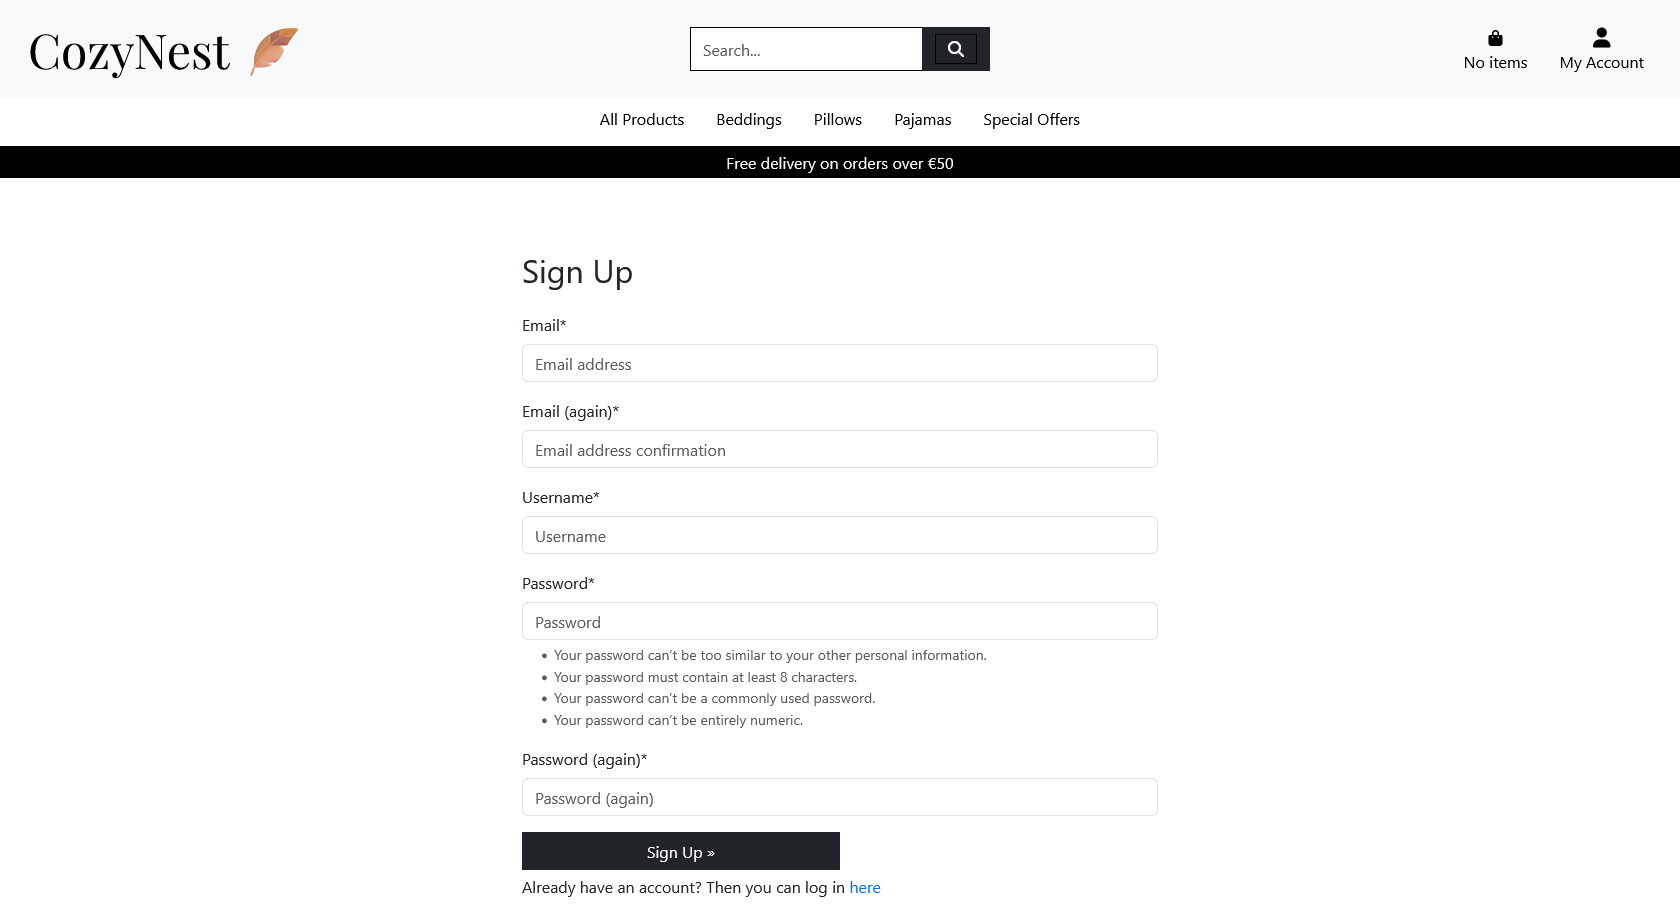 CozyNest
Search...
No items
My Account
All Products
Beddings
Pillows
Pajamas
Special Offers
Free delivery on orders over €50
Sign Up
Email*
Email address
Email (again)*
Email address confirmation
Username*
Username
Password*
Password
• Your password can’t be too similar to your other personal information.
• Your password must contain at least 8 characters.
• Your password can’t be a commonly used password.
• Your password can’t be entirely numeric.
Password (again)*
Password (again)
Sign Up »
Already have an account? Then you can log in here